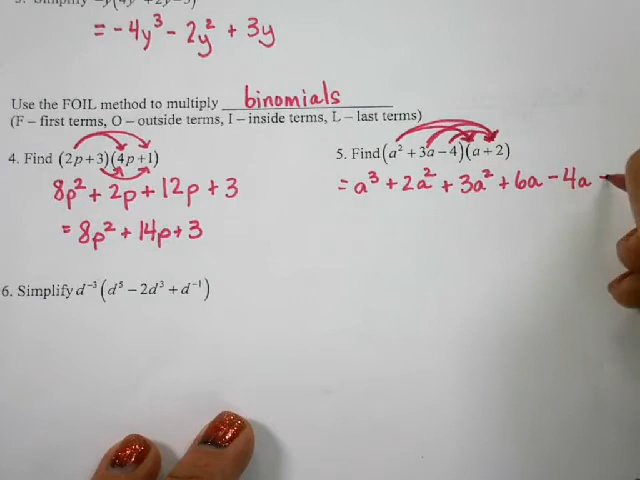 = -4y³ - 2y² + 3y
Use the FOIL method to multiply binomials
(F – first terms, O – outside terms, I – inside terms, L – last terms)
4. Find (2p+3)(4p+1)
8p² + 2p + 12p + 3
= 8p² + 14p + 3
5. Find (a² + 3a – 4)(a + 2)
= a³ + 2a² + 3a² + 6a - 4a -
6. Simplify d⁻³(d⁵ – 2d³ + d⁻¹)